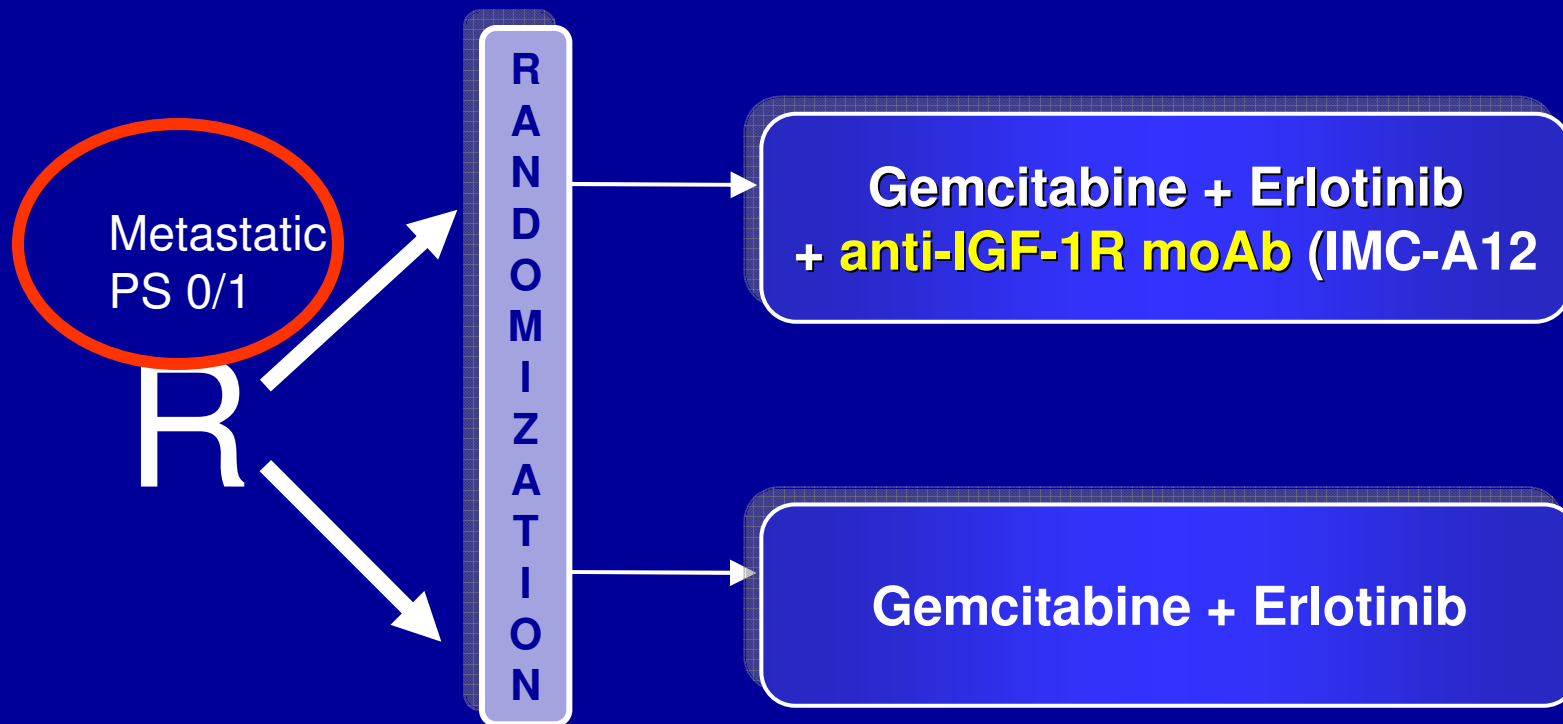 Metastatic
PS 0/1
R
R
A
N
D
O
M
I
Z
A
T
I
O
N
Gemcitabine + Erlotinib
+ anti-IGF-1R moAb (IMC-A12
Gemcitabine + Erlotinib